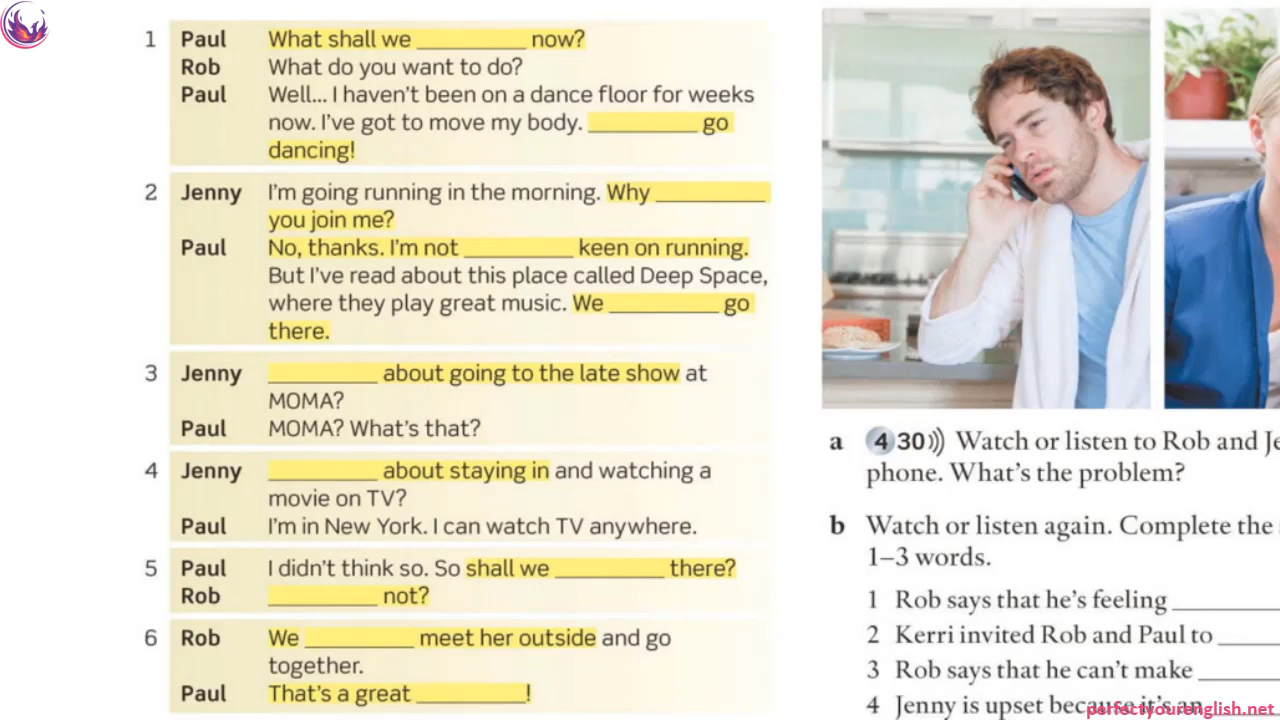 1 Paul What shall we __________ now?
Rob What do you want to do?
Paul Well... I haven't been on a dance floor for weeks
now. I've got to move my body. __________ go
dancing!
2 Jenny I'm going running in the morning. Why __________
you join me?
Paul No, thanks. I'm not __________ keen on running.
But I've read about this place called Deep Space,
where they play great music. We __________ go
there.
3 Jenny __________ about going to the late show at
MOMA?
Paul MOMA? What's that?
4 Jenny __________ about staying in and watching a
movie on TV?
Paul I'm in New York. I can watch TV anywhere.
5 Paul I didn't think so. So shall we __________ there?
Rob __________ not?
6 Rob We __________ meet her outside and go
together.
Paul That's a great __________!
a 4 30 Watch or listen to Rob and Je
phone. What's the problem?
b Watch or listen again. Complete the
1–3 words.
1 Rob says that he's feeling __________
2 Kerri invited Rob and Paul to __________
3 Rob says that he can't make __________
4 Jenny is upset because it's an
perfectyourenglish.net